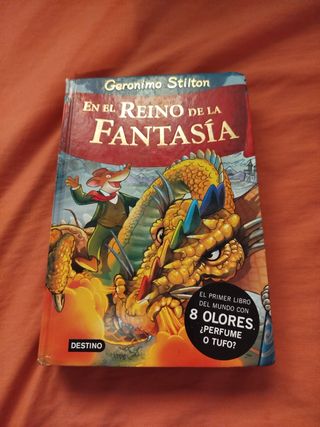 Geronimo Stilton
EN EL REINO DE LA
FANTASÍA
EL PRIMER LIBRO
DEL MUNDO CON
8 OLORES.
¿PERFUME
O TUFO?
DESTINO